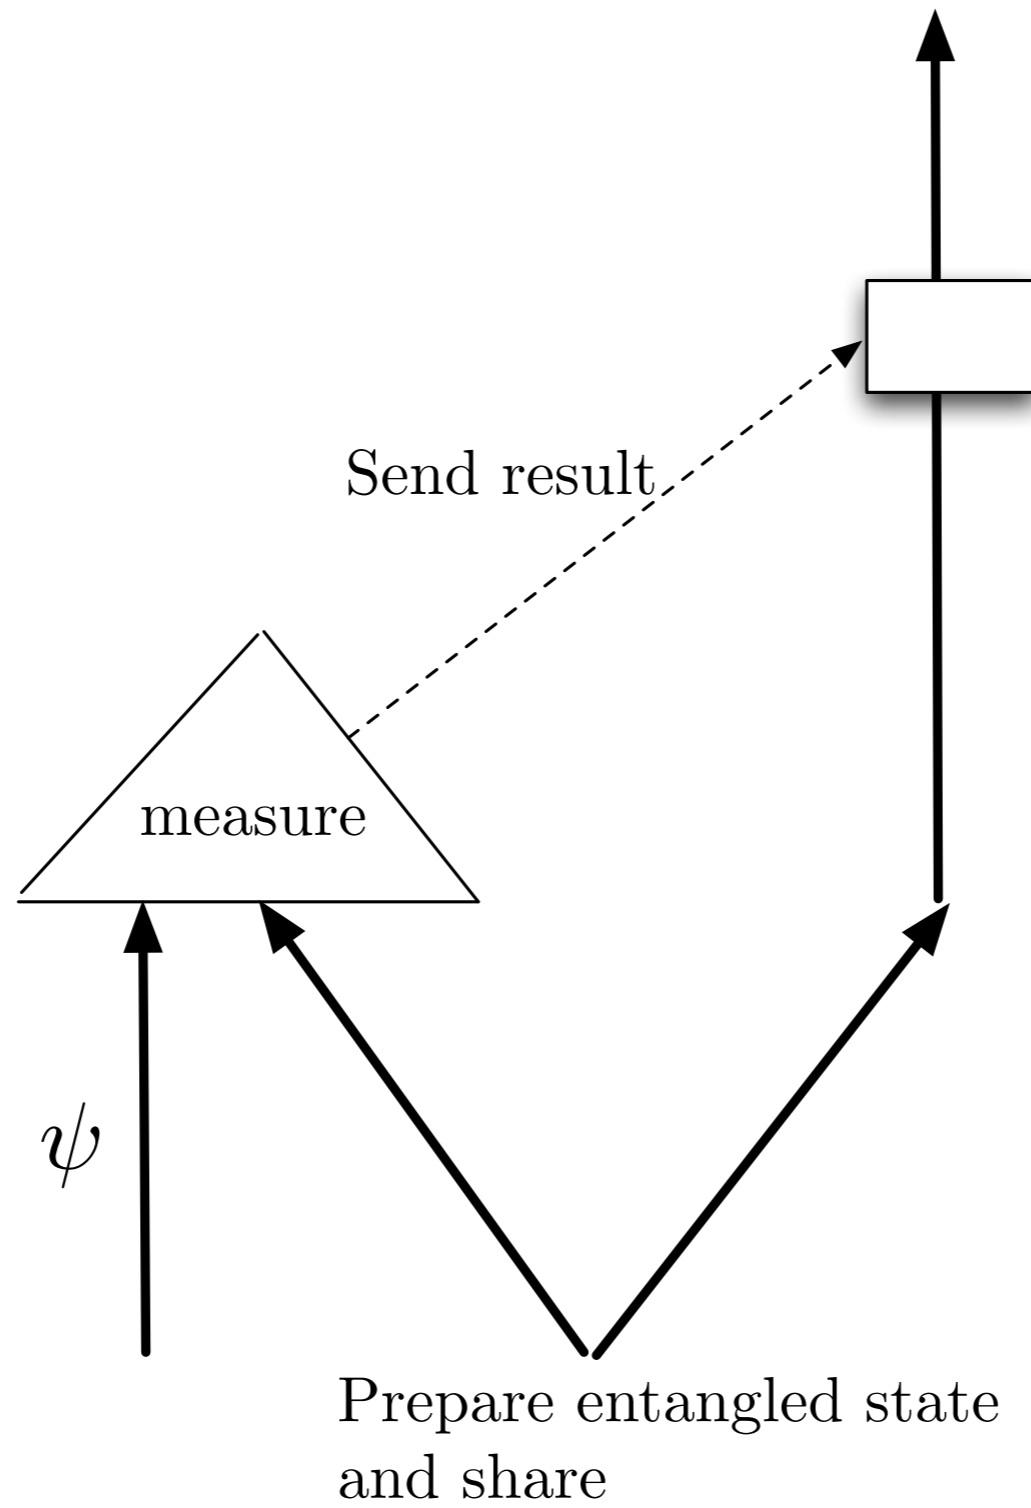 Send result
measure
ψ
Prepare entangled state
and share